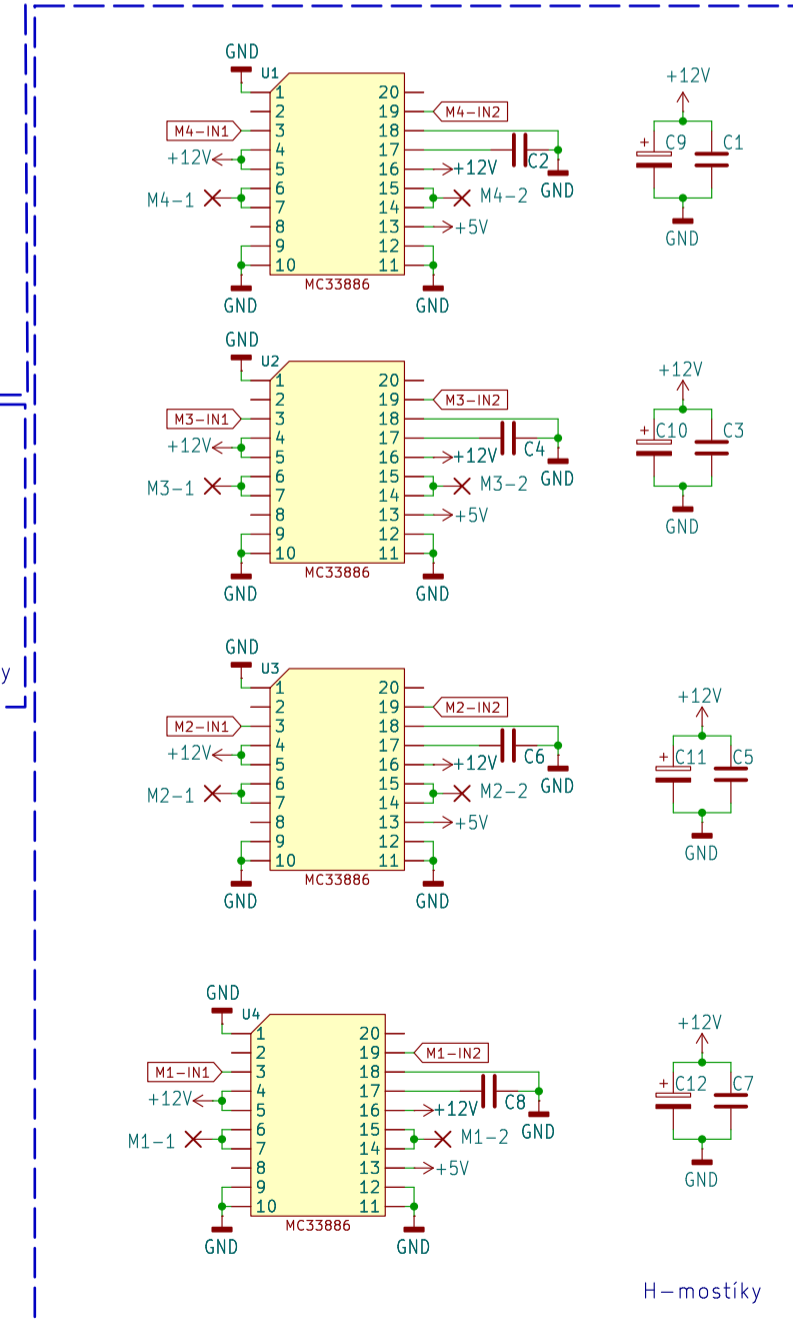 GND
U1
1 20
2 19 M4-IN2
M4-IN1 3 18
+12V 4 17 C2
5 16 +12V GND
M4-1 6 15 M4-2
7 14
8 13 +5V
9 12
10 11
MC33886
GND GND
+12V
+ C9 C1
GND
GND
U2
1 20
2 19 M3-IN2
M3-IN1 3 18
+12V 4 17 C4
5 16 +12V GND
M3-1 6 15 M3-2
7 14
8 13 +5V
9 12
10 11
MC33886
GND GND
+12V
+ C10 C3
GND
y
GND
U3
1 20
2 19 M2-IN2
M2-IN1 3 18
+12V 4 17 C6
5 16 +12V GND
M2-1 6 15 M2-2
7 14
8 13 +5V
9 12
10 11
MC33886
GND GND
+12V
+ C11 C5
GND
GND
U4
1 20
2 19 M1-IN2
M1-IN1 3 18
+12V 4 17 C8
5 16 +12V GND
M1-1 6 15 M1-2
7 14
8 13 +5V
9 12
10 11
MC33886
GND GND
+12V
+ C12 C7
GND
H-mostíky